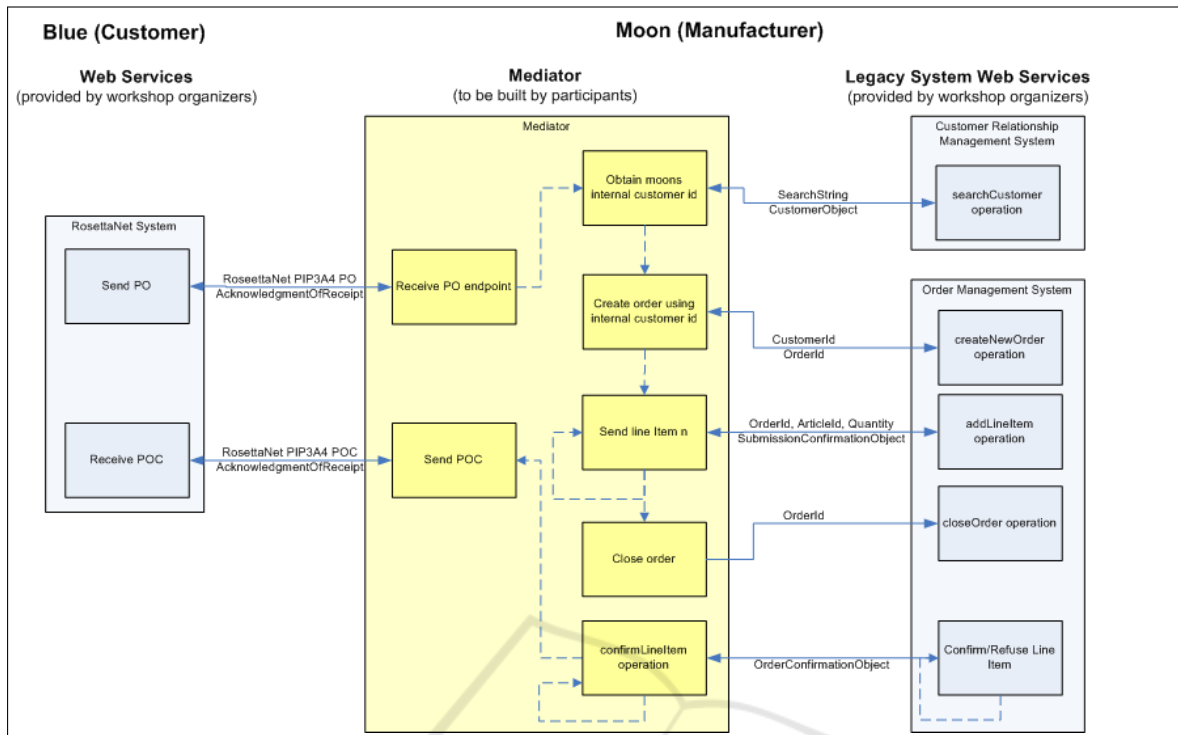 Blue (Customer)
Moon (Manufacturer)
Web Services
(provided by workshop organizers)
Mediator
(to be built by participants)
Legacy System Web Services
(provided by workshop organizers)
Mediator
Customer Relationship
Management System
Obtain moons
internal customer id
SearchString
CustomerObject
searchCustomer
operation
RosettaNet System
Send PO
RoseettaNet PIP3A4 PO
AcknowledgmentOfReceipt
Receive PO endpoint
Create order using
internal customer id
Order Management System
CustomerId
OrderId
createNewOrder
operation
Receive POC
RosettaNet PIP3A4 POC
AcknowledgmentOfReceipt
Send POC
Send line Item n
OrderId, ArticleId, Quantity
SubmissionConfirmationObject
addLineItem
operation
Close order
OrderId
closeOrder operation
confirmLineItem
operation
OrderConfirmationObject
Confirm/Refuse Line
Item